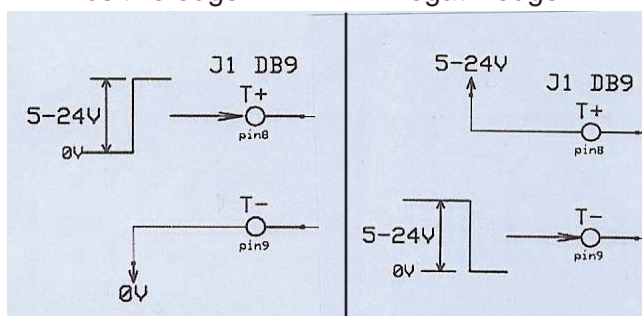 J1 DB9
T+
5-24V
pin8
0V
T-
pin9
0V
5-24V
J1 DB9
T+
pin8
T-
5-24V
pin9
0V